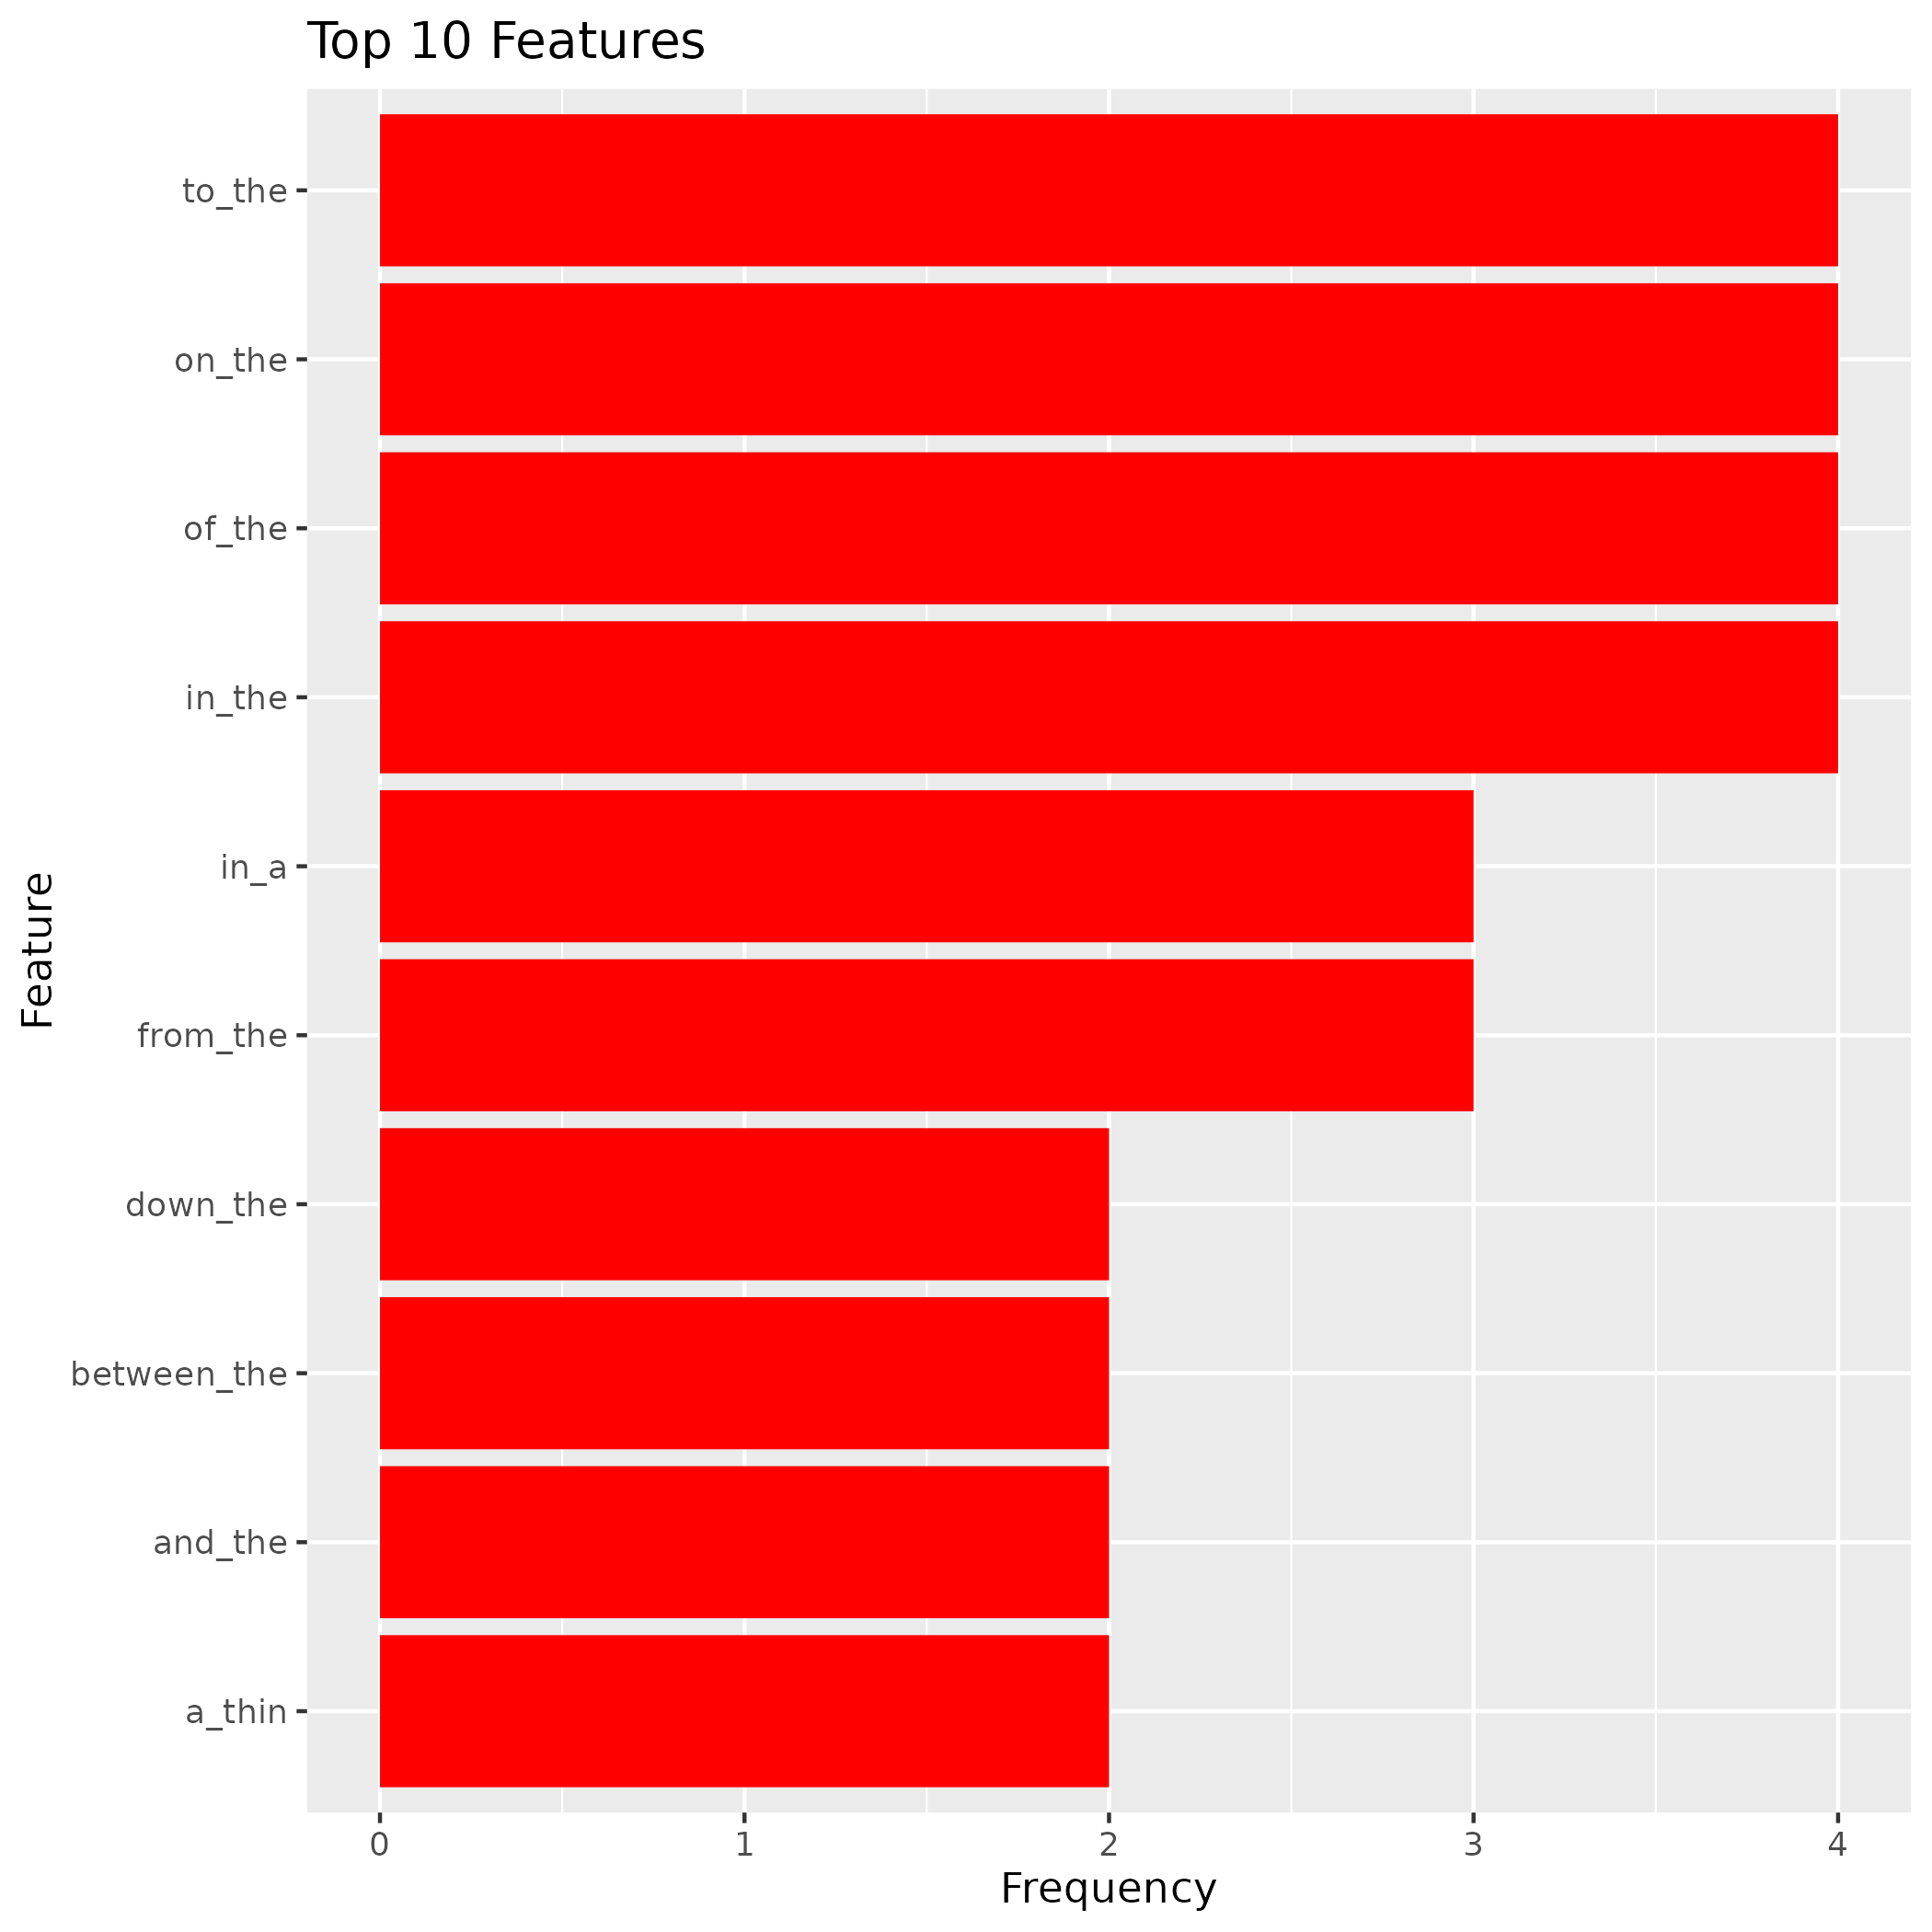 Top 10 Features
to_the
on_the
of_the
in_the
in_a
from_the
down_the
between_the
and_the
a_thin
Feature
0 1 2 3 4
Frequency